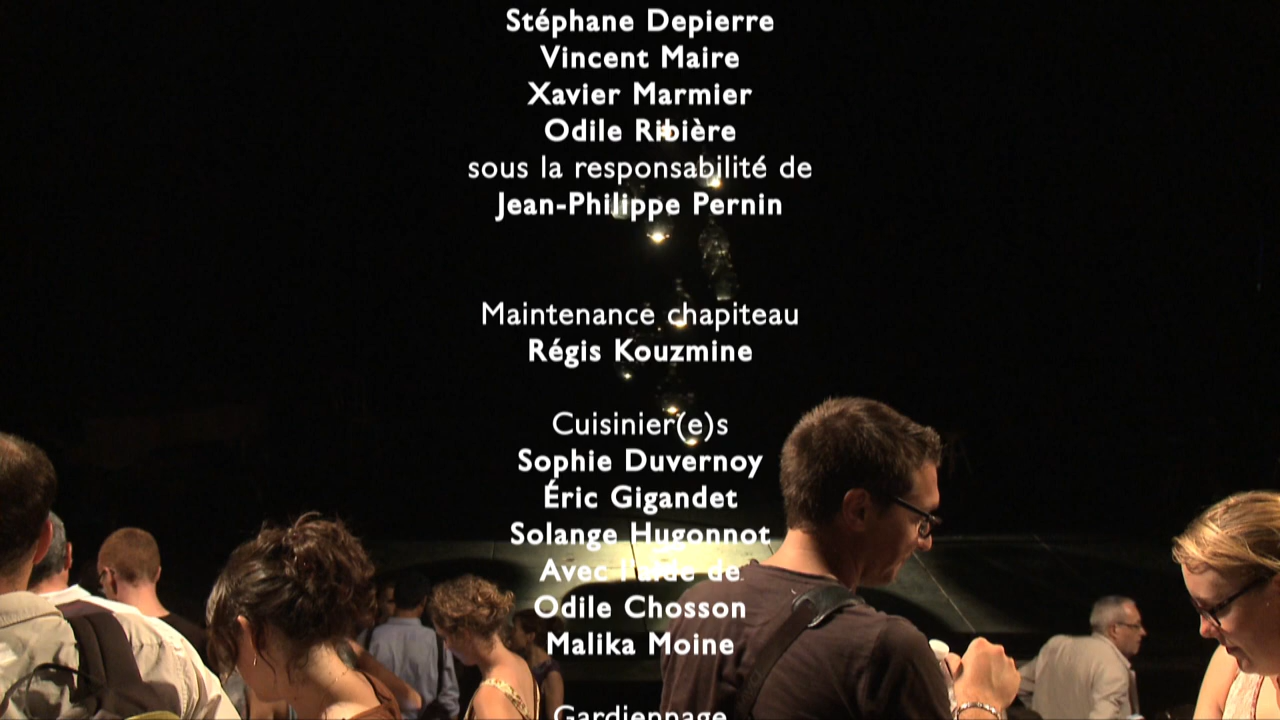 Stéphane Depierre
Vincent Maire
Xavier Marmier
Odile Ribière
sous la responsabilité de
Jean-Philippe Pernin
Maintenance chapiteau
Régis Kouzmine
Cuisinier(e)s
Sophie Duvernoy
Éric Gigandet
Solange Hugonnot
Avec l'aide de
Odile Chosson
Malika Moine
Gardiennage